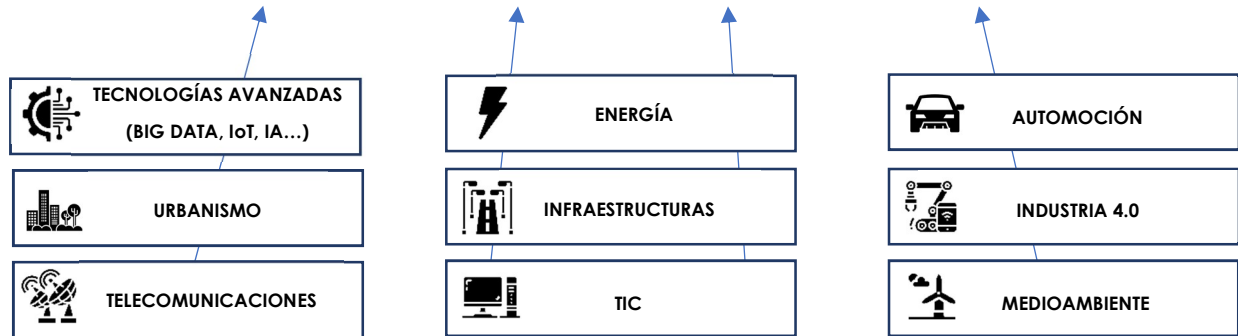 TECNOLOGÍAS AVANZADAS
(BIG DATA, IoT, IA...)
URBANISMO
TELECOMUNICACIONES
ENERGÍA
INFRAESTRUCTURAS
TIC
AUTOMOCIÓN
INDUSTRIA 4.0
MEDIOAMBIENTE